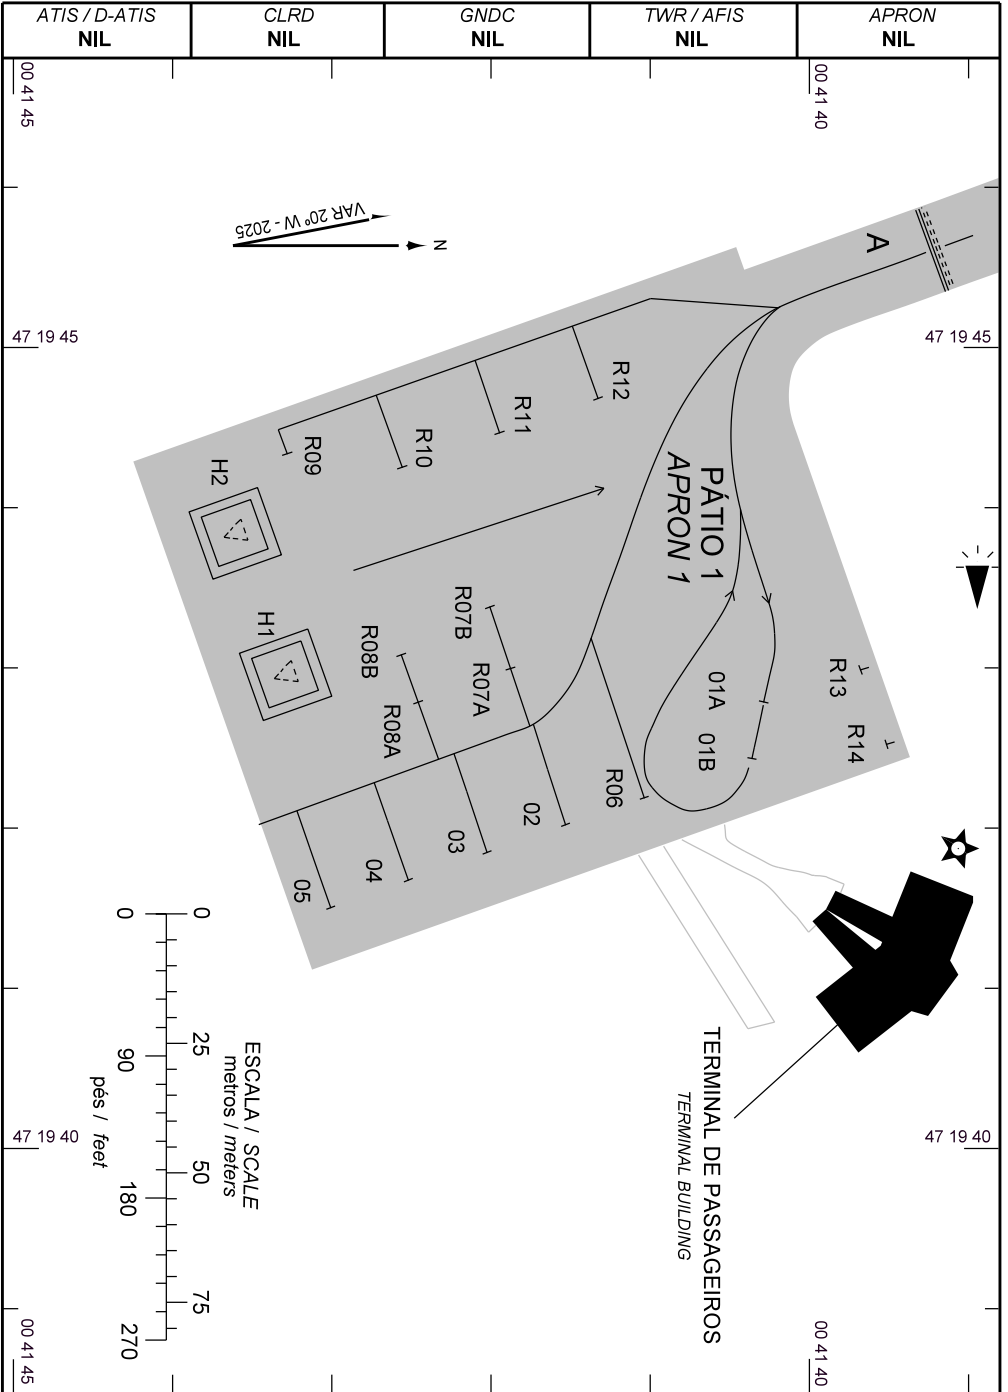 ATIS / D-ATIS
NIL
CLRD
NIL
GNDC
NIL
TWR / AFIS
NIL
APRON
NIL
00 41 45
00 41 40
VAR 20° W - 2025
N
A
47 19 45
47 19 45
R12
R11
R10
R09
H2
PÁTIO 1
APRON 1
R07B
R08B
H1
R07A
R08A
01A
01B
R13
R14
R06
02
03
04
05
0
25
50
75
0
90
180
270
ESCALA / SCALE
metros / meters
pés / feet
TERMINAL DE PASSAGEIROS
TERMINAL BUILDING
47 19 40
47 19 40
00 41 45
00 41 40